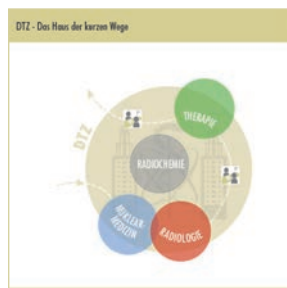 DTZ - Das Haus der kurzen Wege
THERAPIE
DTZ
RADIOCHEMIE
NUKLEAR-
MEDIZIN
RADIOLOGIE